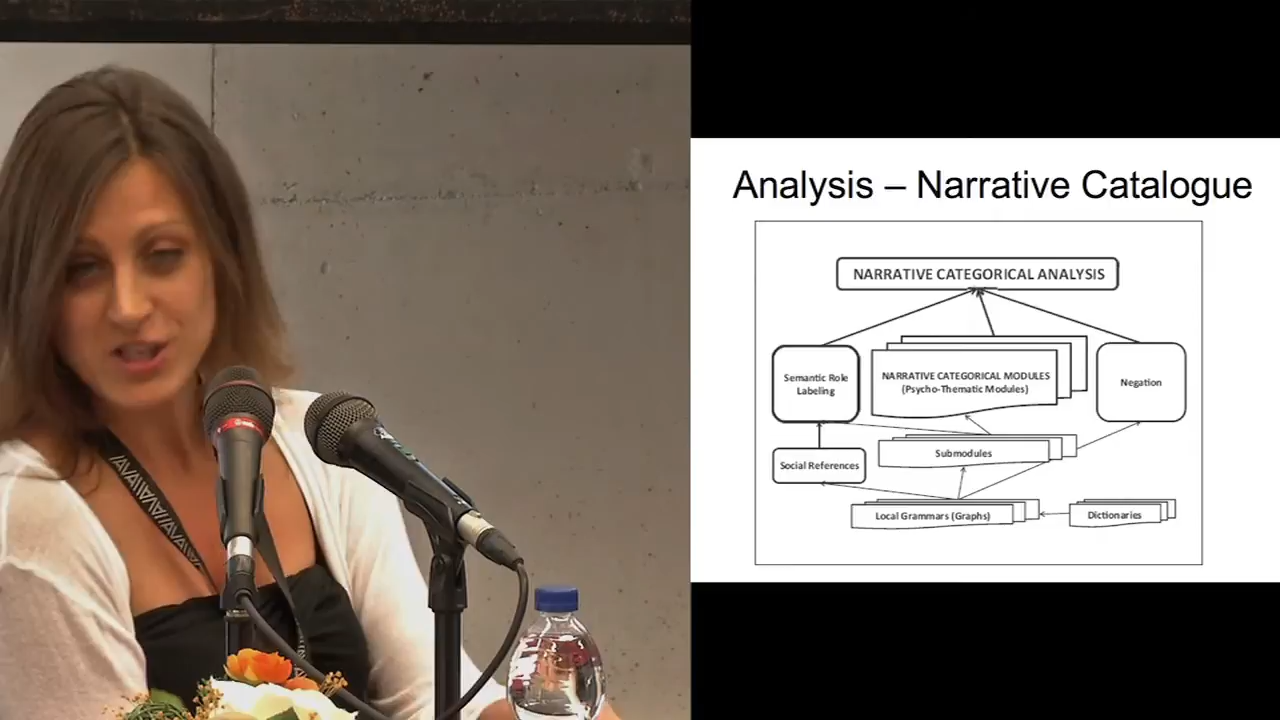 Analysis – Narrative Catalogue
NARRATIVE CATEGORICAL ANALYSIS
Semantic Role
Labeling
NARRATIVE CATEGORICAL MODULES
(Psycho-Thematic Modules)
Negation
Submodules
Social References
Local Grammars (Graphs)
Dictionaries